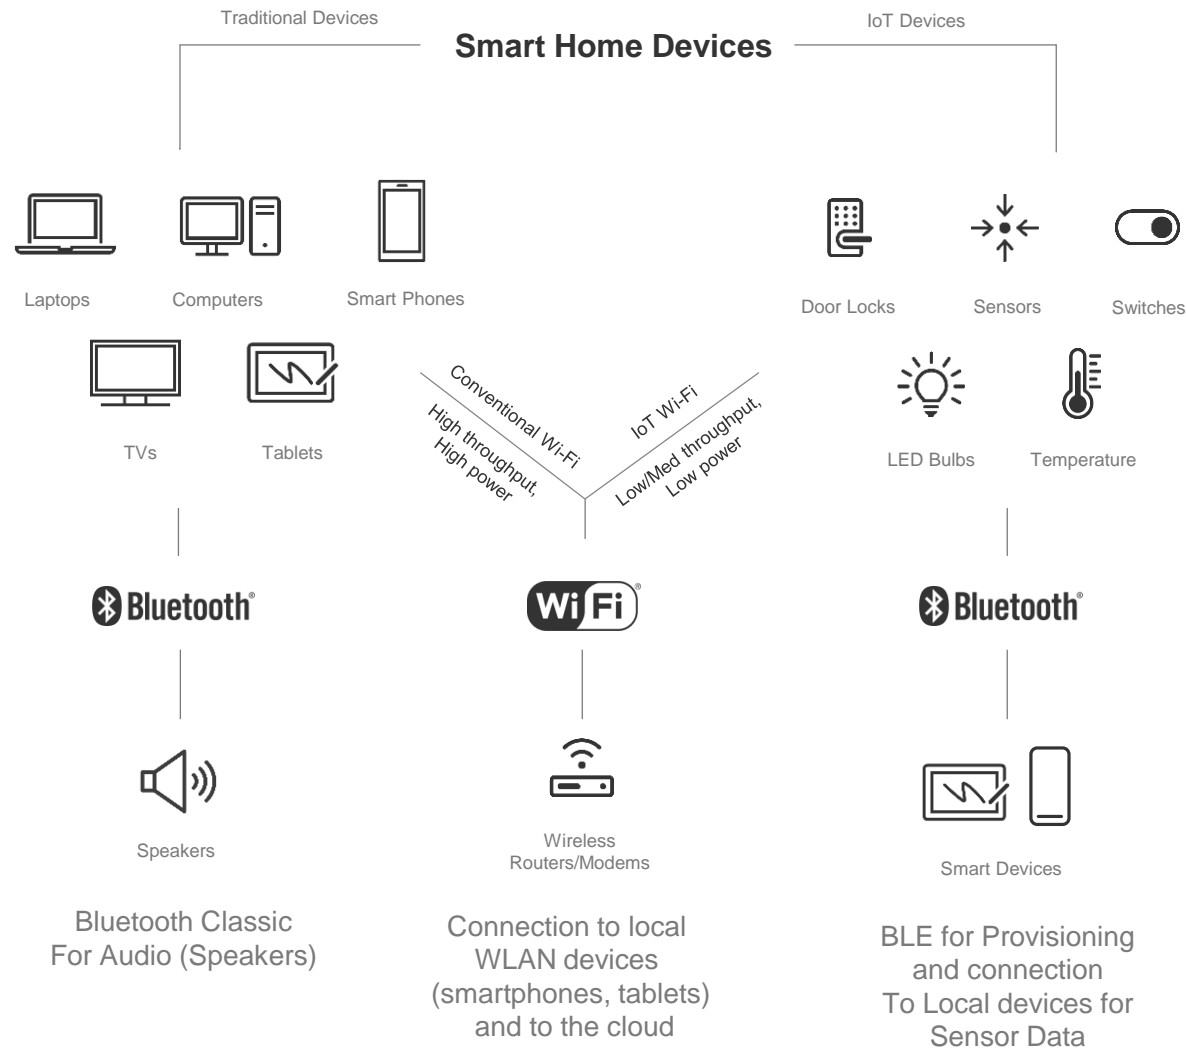 Traditional Devices
IoT Devices
Smart Home Devices
Laptops
Computers
Smart Phones
Door Locks
Sensors
Switches
TVs
Tablets
Conventional Wi-Fi
High throughput,
High power
IoT Wi-Fi
Low/Med throughput,
Low power
LED Bulbs
Temperature
Bluetooth®
Wi Fi®
Bluetooth®
Speakers
Wireless
Routers/Modems
Smart Devices
Bluetooth Classic
For Audio (Speakers)
Connection to local
WLAN devices
(smartphones, tablets)
and to the cloud
BLE for Provisioning
and connection
To Local devices for
Sensor Data